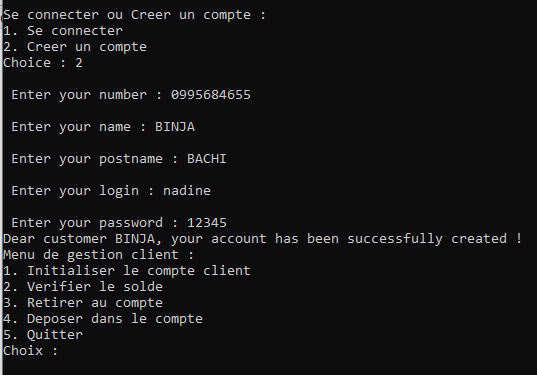 Se connecter ou Creer un compte :
1. Se connecter
2. Creer un compte
Choice : 2
Enter your number : 0995684655
Enter your name : BINJA
Enter your postname : BACHI
Enter your login : nadine
Enter your password : 12345
Dear customer BINJA, your account has been successfully created !
Menu de gestion client :
1. Initialiser le compte client
2. Verifier le solde
3. Retirer au compte
4. Deposer dans le compte
5. Quitter
Choix :